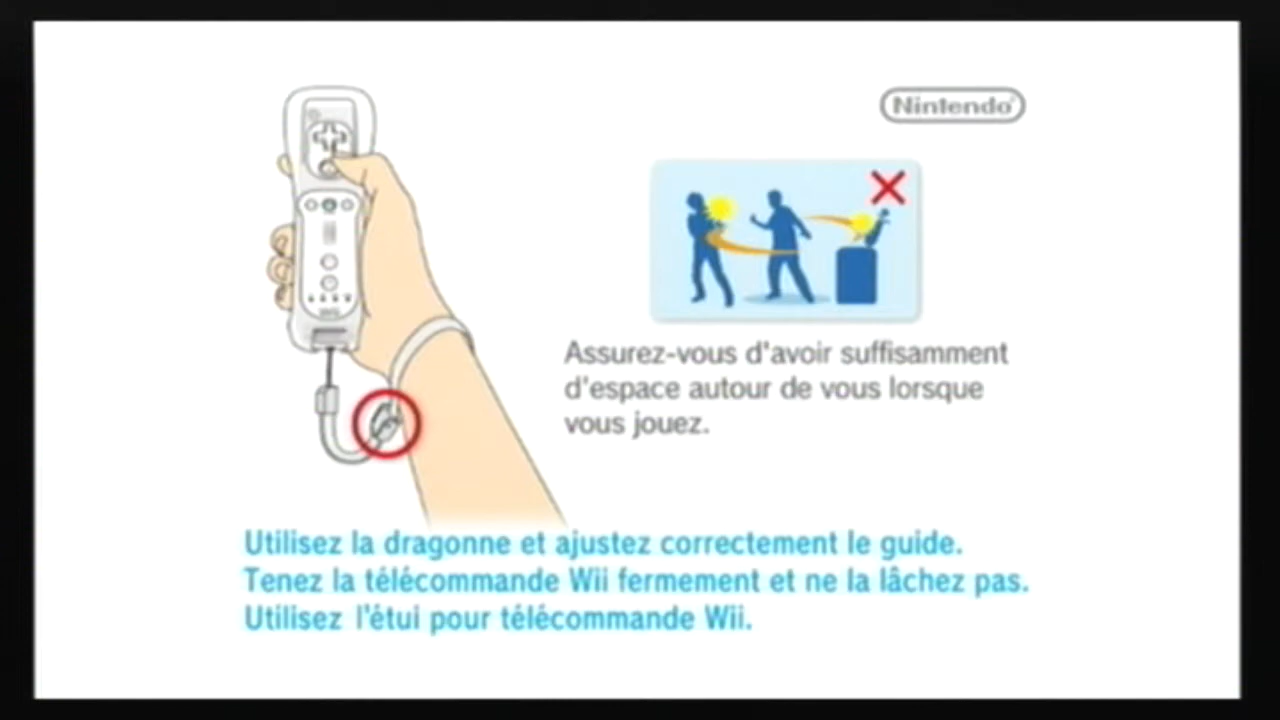 Nintendo
Assurez-vous d'avoir suffisamment
d'espace autour de vous lorsque
vous jouez.
Utilisez la dragonne et ajustez correctement le guide.
Tenez la télécommande Wii fermement et ne la lâchez pas.
Utilisez l'étui pour télécommande Wii.